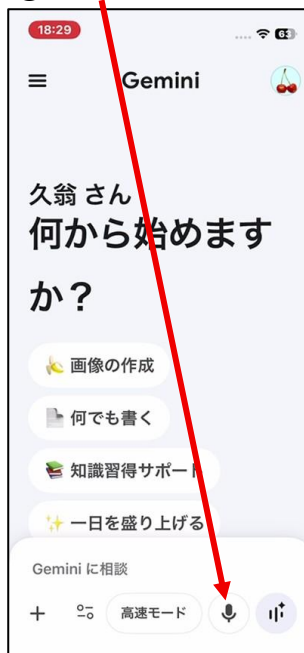 18:29
63
Gemini
久翁 さん
何から始めます
か？
画像の作成
何でも書く
知識習得サポート
一日を盛り上げる
Gemini に相談
高速モード